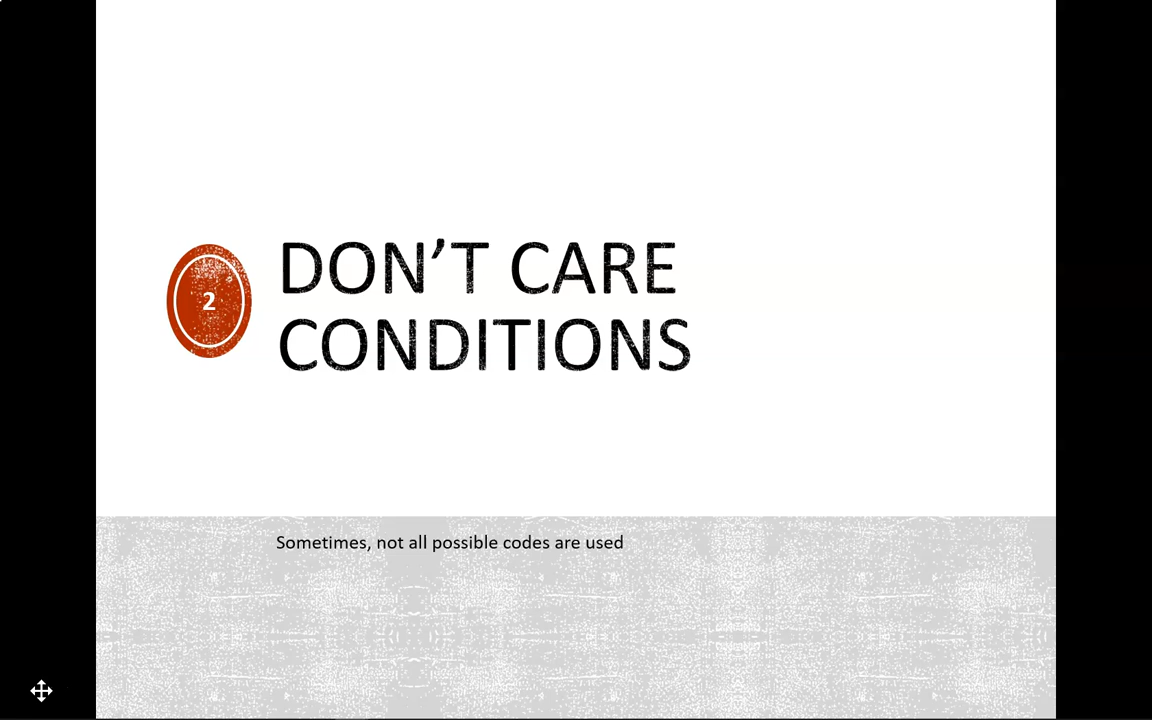 2
DON’T CARE
CONDITIONS
Sometimes, not all possible codes are used